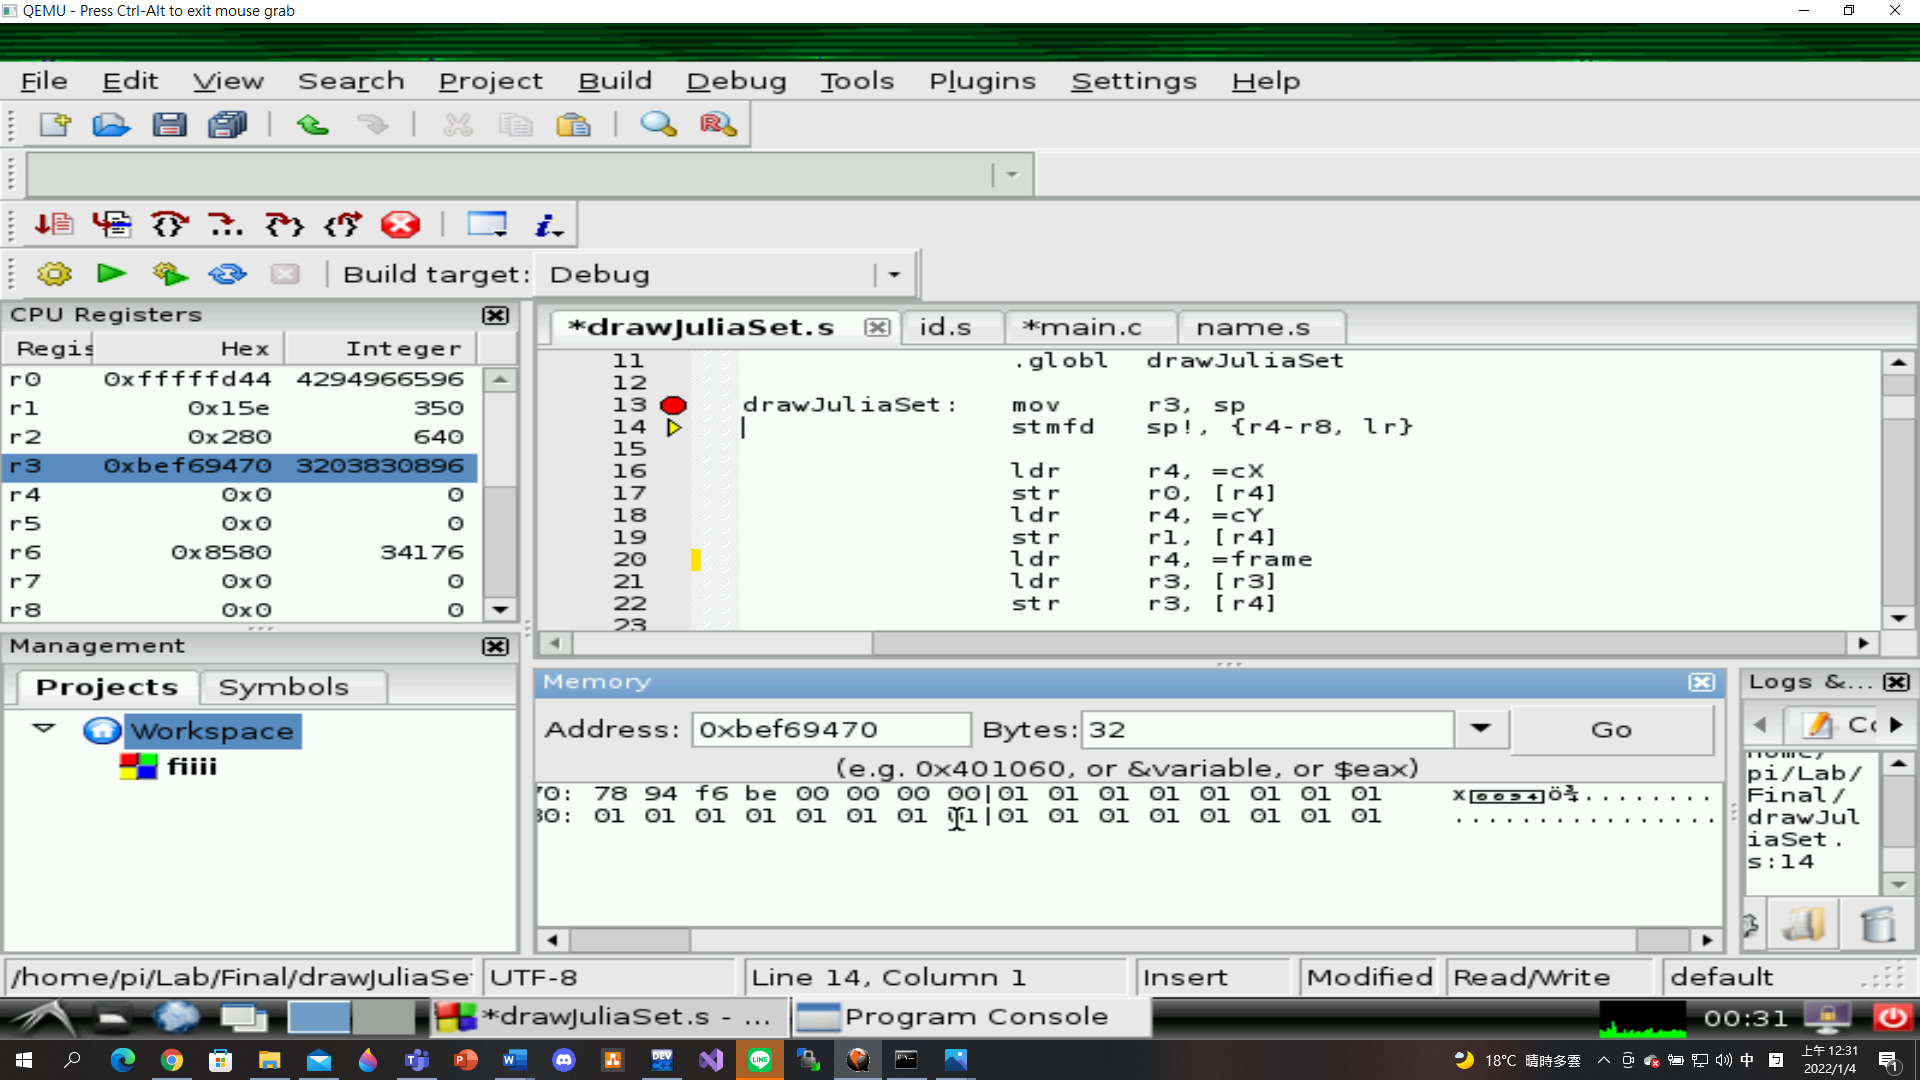 QEMU - Press Ctrl-Alt to exit mouse grab
File Edit View Search Project Build Debug Tools Plugins Settings Help
Build target: Debug
CPU Registers
Regis Hex Integer
r0 0xfffffd44 4294966596
r1 0x15e 350
r2 0x280 640
r3 0xbef69470 3203830896
r4 0x0 0
r5 0x0 0
r6 0x8580 34176
r7 0x0 0
r8 0x0 0
*drawJuliaSet.s id.s *main.c name.s
11 .globl drawJuliaSet
12
13 drawJuliaSet: mov r3, sp
14 stmfd sp!, {r4-r8, lr}
15
16 ldr r4, =cX
17 str r0, [r4]
18 ldr r4, =cY
19 str r1, [r4]
20 ldr r4, =frame
21 ldr r3, [r3]
22 str r3, [r4]
23
Management
Projects Symbols
Workspace
fiiii
Memory
Address: 0xbef69470 Bytes: 32 Go
(e.g. 0x401060, or &variable, or $eax)
70: 78 94 f6 be 00 00 00 00|01 01 01 01 01 01 01 01 x 0094 ö¾........
80: 01 01 01 01 01 01 01 01|01 01 01 01 01 01 01 01 ................
Logs &...
Home/
pi/Lab/
Final/
drawJul
iaSet.
s:14
/home/pi/Lab/Final/drawJuliaSe UTF-8 Line 14, Column 1 Insert Modified Read/Write default
*drawJuliaSet.s - ... Program Console 00:31
18°C 晴時多雲 中 上午 12:31
2022/1/4